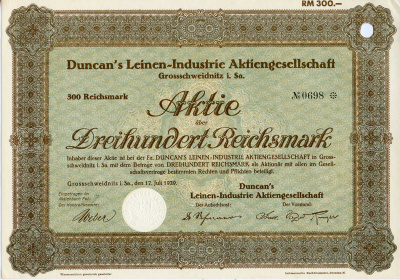 RM 300.—
Duncan's Leinen-Industrie Aktiengesellschaft
Grossschweidnitz i. Sa.
300 Reichsmark
Aktie
№0698 ※
über
Dreihundert Reichsmark
Inhaber dieser Aktie ist bei der Fa. DUNCAN'S LEINEN-INDUSTRIE AKTIENGESELLSCHAFT in Gross-
schweidnitz i. Sa. mit dem Betrage von DREIHUNDERT REICHSMARK als Aktionär mit allen im Gesell-
schaftsvertrage bestimmten Rechten und Pflichten beteiligt.
Grossschweidnitz i. Sa., den 17. Juli 1930.
Duncan's
Leinen-Industrie Aktiengesellschaft
Eingetragen im
Der Aufsichtsrat:
Der Vorstand: